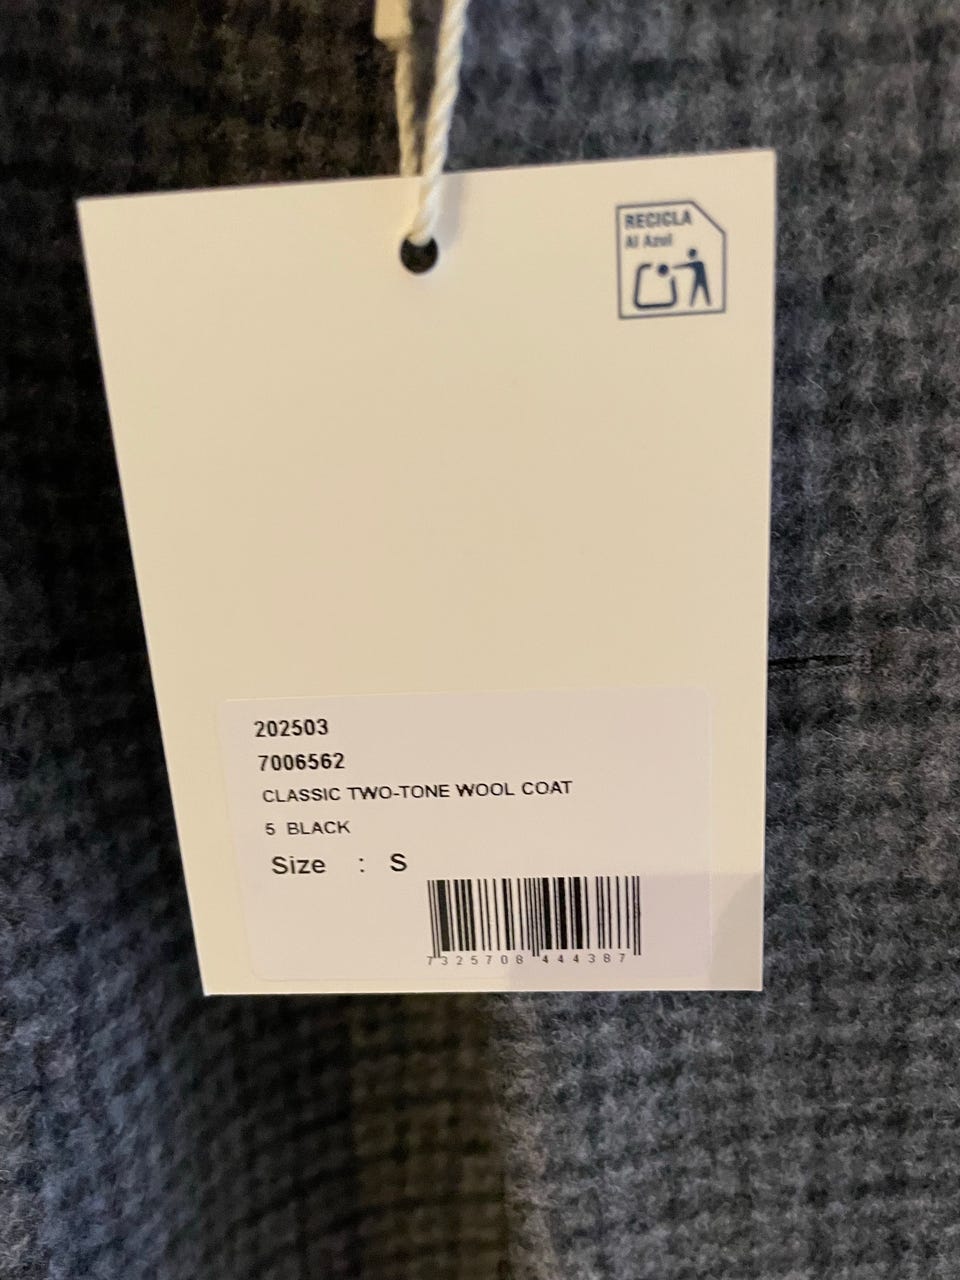 RECICLA
Al Azul
202503
7006562
CLASSIC TWO-TONE WOOL COAT
5 BLACK
Size : S
7325708 444387